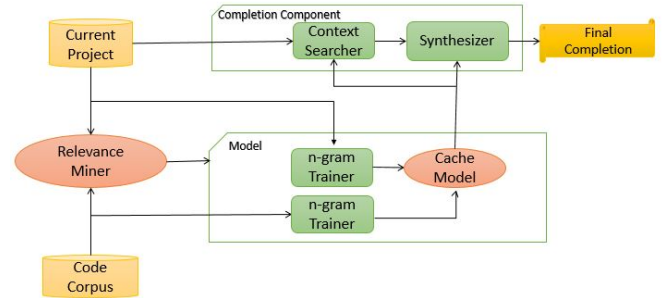 Completion Component
Current
Project
Context
Searcher
Synthesizer
Final
Completion
Model
Relevance
Miner
n-gram
Trainer
Cache
Model
n-gram
Trainer
Code
Corpus